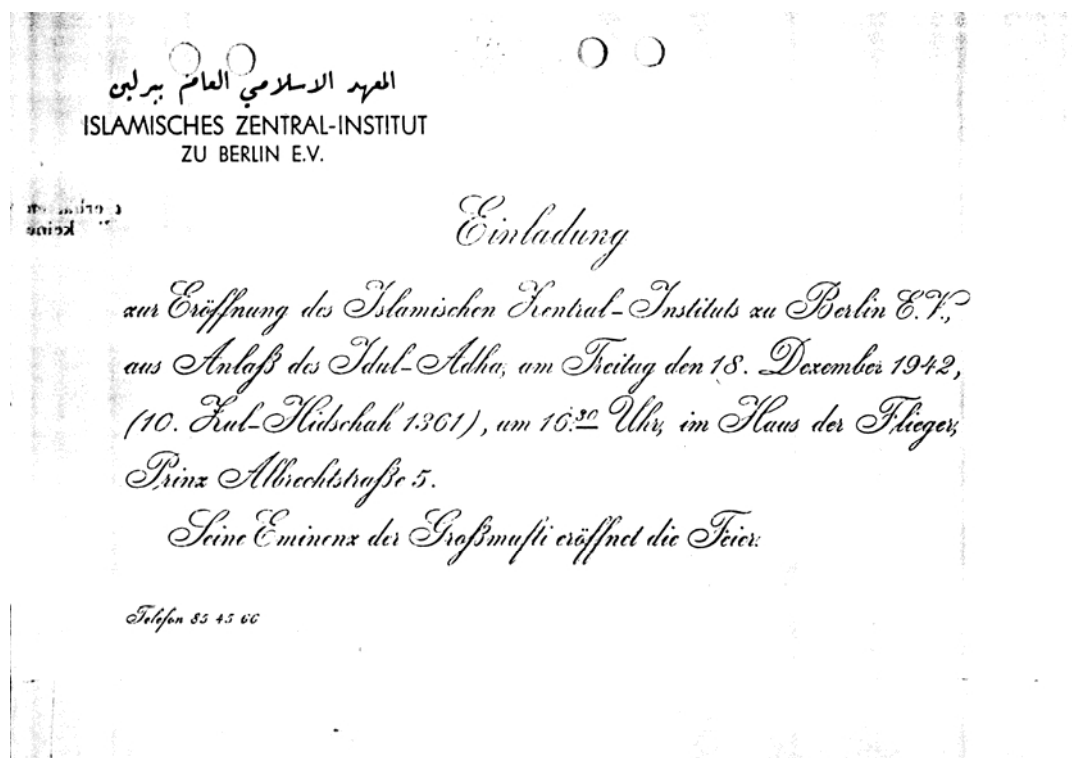 المعهد الاسلامي العام ببرلين
ISLAMISCHES ZENTRAL-INSTITUT
ZU BERLIN E.V.
keine
Einladung
zur Eröffnung des Islamischen Zentral-Instituts zu Berlin E.V.,
aus Anlaß des Idul-Adha, am Freitag den 18. Dezember 1942,
(10. Zul-Hidschah 1361), um 16:30 Uhr, im Haus der Flieger,
Prinz Albrechtstraße 5.
Seine Eminenz der Großmufti eröffnet die Feier.
Telefon 85 45 66